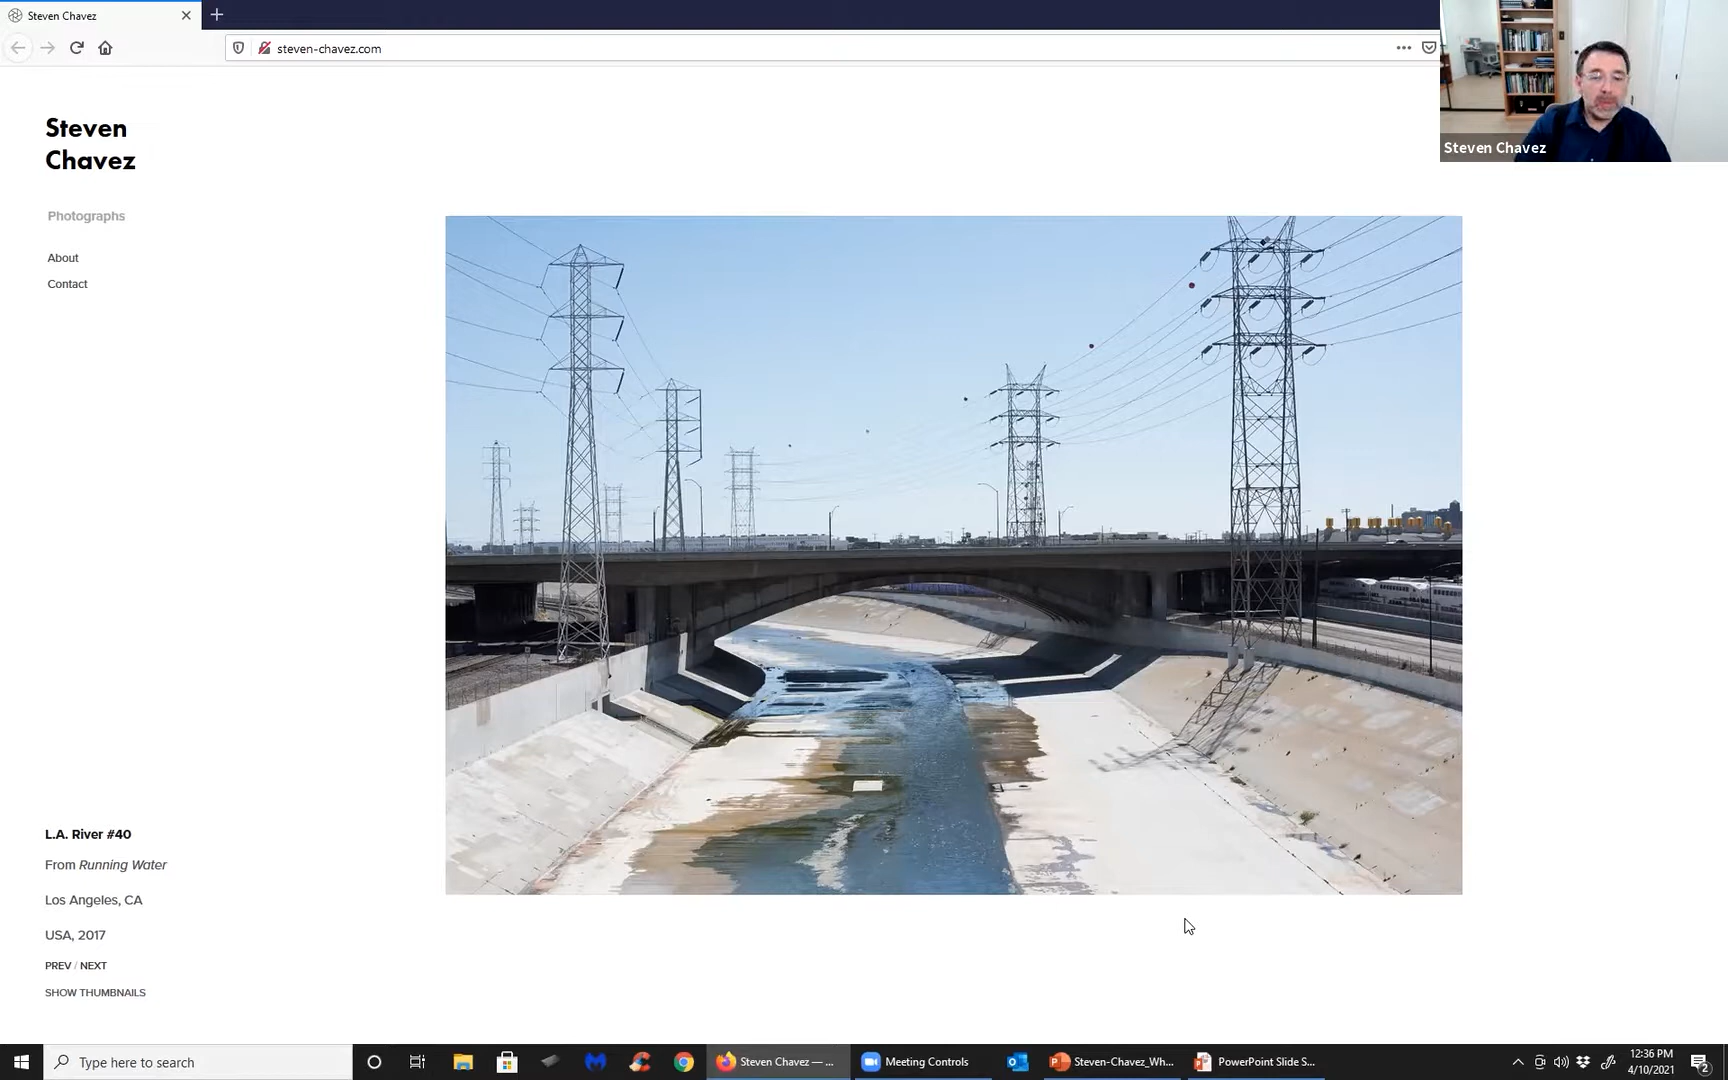 Steven Chavez
steven-chavez.com
Steven
Chavez
Photographs
About
Contact
Steven Chavez
L.A. River #40
From Running Water
Los Angeles, CA
USA, 2017
PREV / NEXT
SHOW THUMBNAILS
Type here to search
Steven Chavez — ...
Meeting Controls
Steven-Chavez_Wh...
PowerPoint Slide S...
12:36 PM
4/10/2021
2